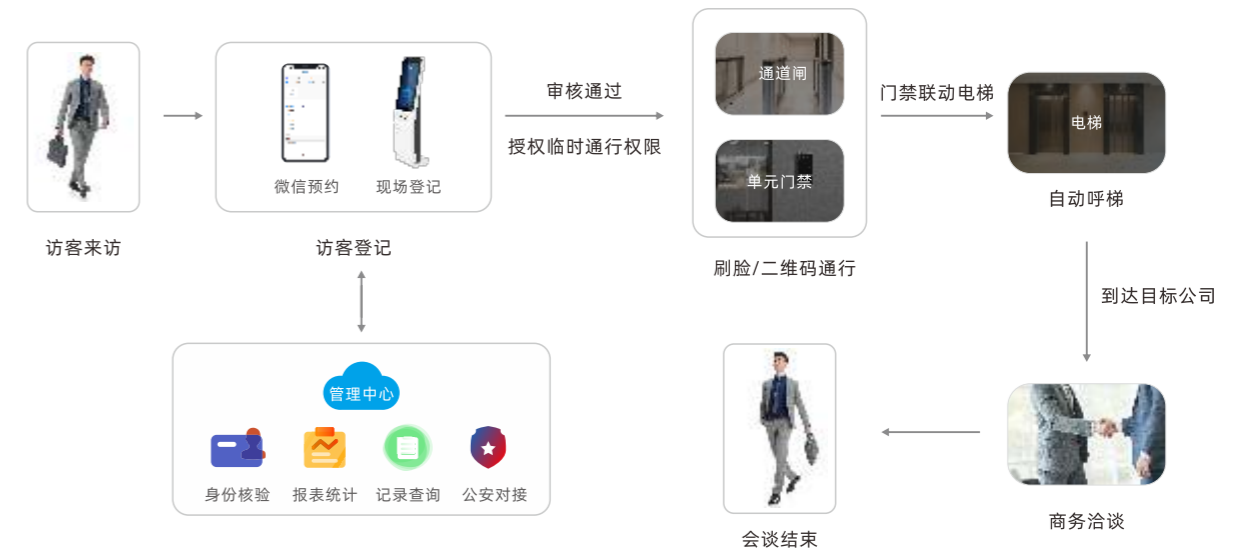 访客来访
微信预约
现场登记
访客登记
审核通过
授权临时通行权限
通道闸
单元门禁
刷脸/二维码通行
门禁联动电梯
电梯
自动呼梯
到达目标公司
商务洽谈
会谈结束
管理中心
身份核验
报表统计
记录查询
公安对接